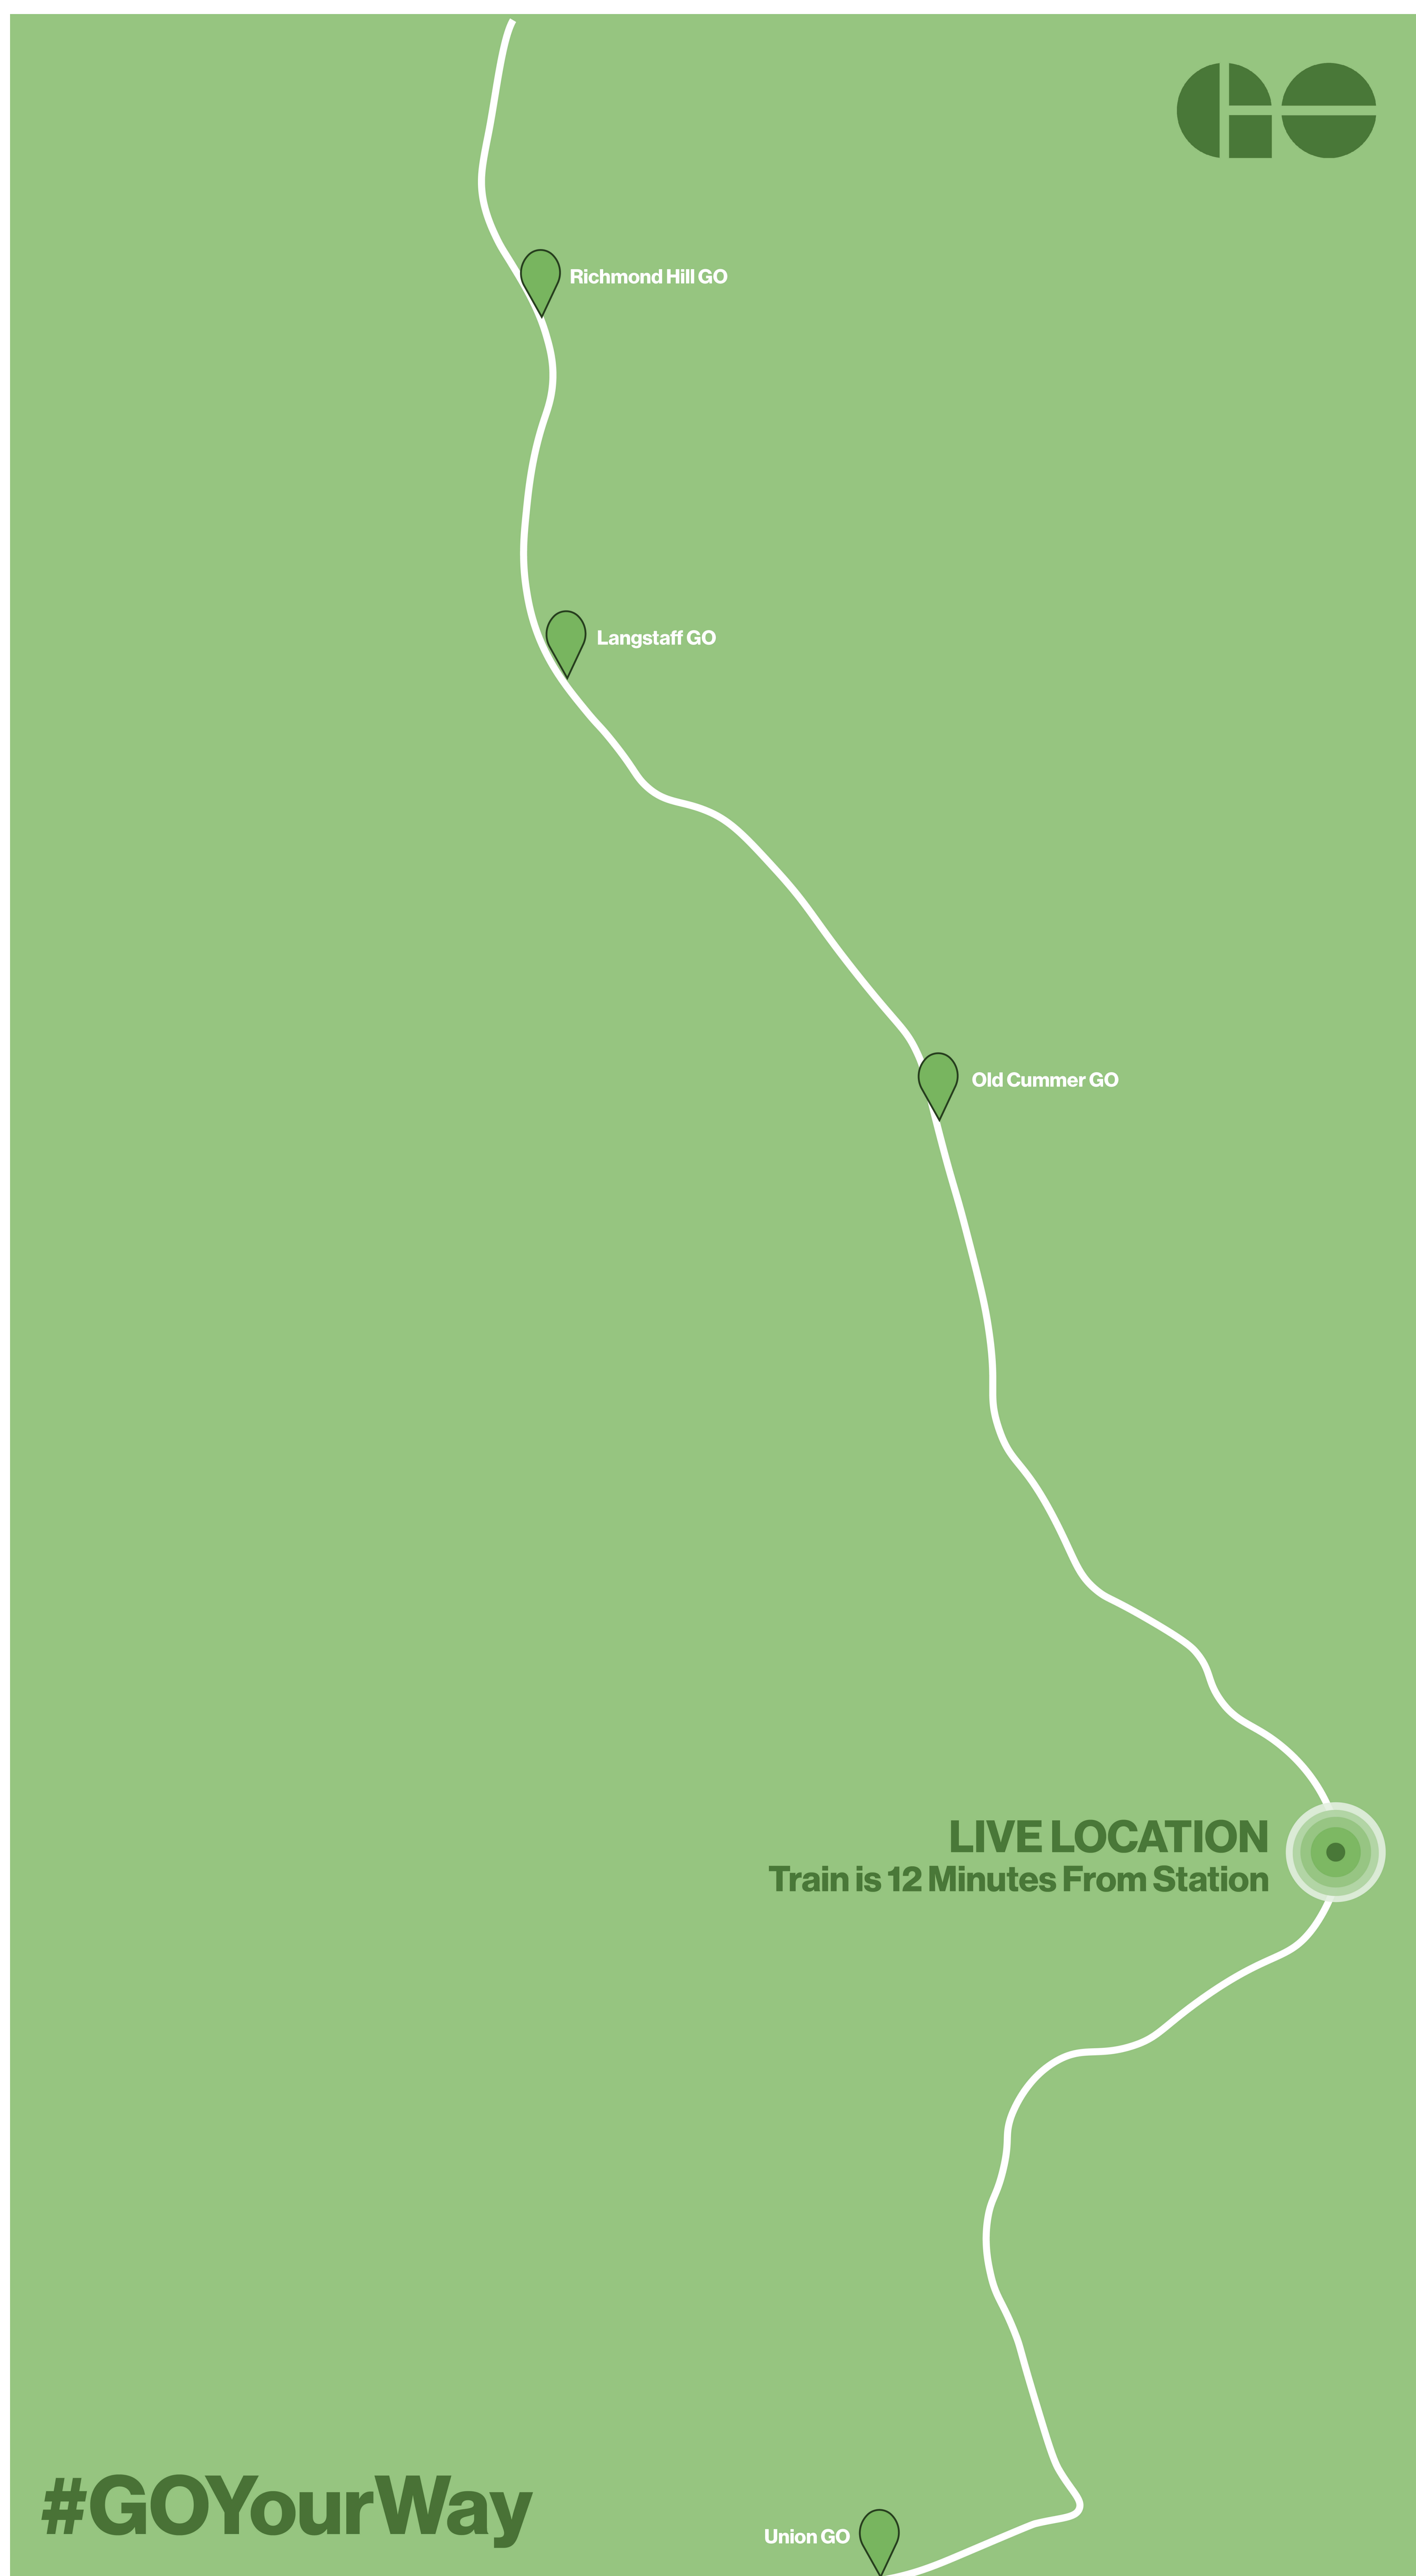 GO
Richmond Hill GO
Langstaff GO
Old Cummer GO
LIVE LOCATION
Train is 12 Minutes From Station
#GOYourWay
Union GO